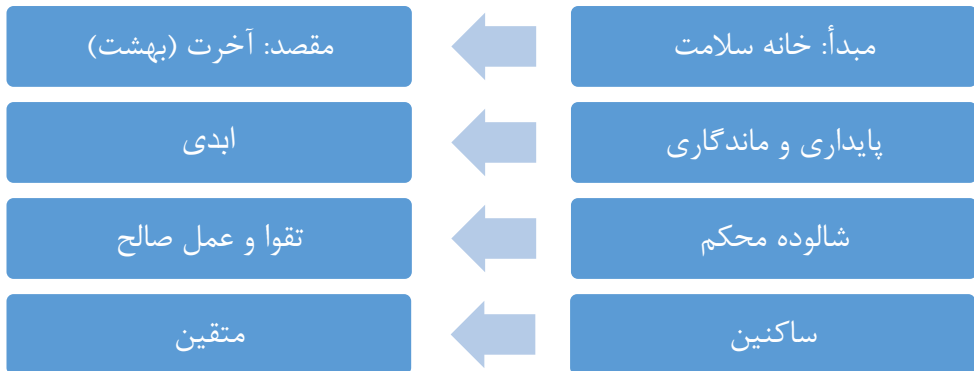 مبدأ: خانه سلامت
مقصد: آخرت (بهشت)
پایداری و ماندگاری
ابدی
شالوده محکم
تقوا و عمل صالح
ساکنین
متقین